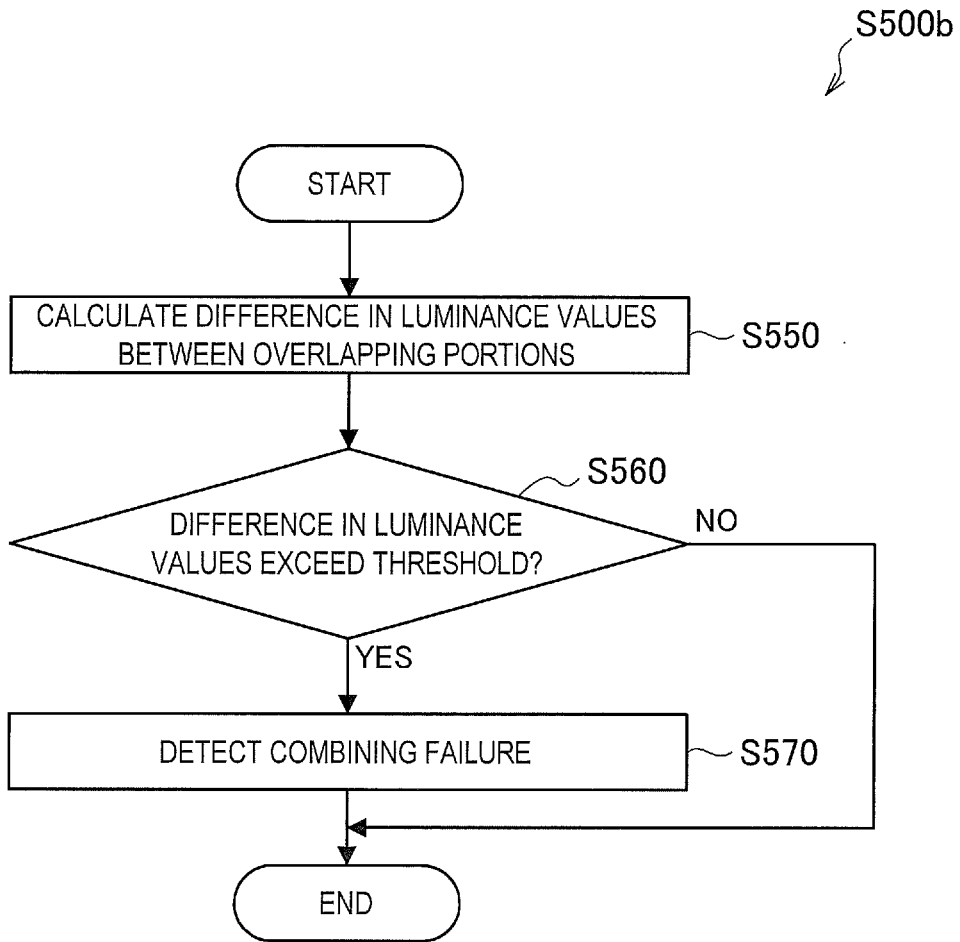 S500b
START
CALCULATE DIFFERENCE IN LUMINANCE VALUES
BETWEEN OVERLAPPING PORTIONS
S550
S560
DIFFERENCE IN LUMINANCE
VALUES EXCEED THRESHOLD?
NO
YES
DETECT COMBINING FAILURE
S570
END